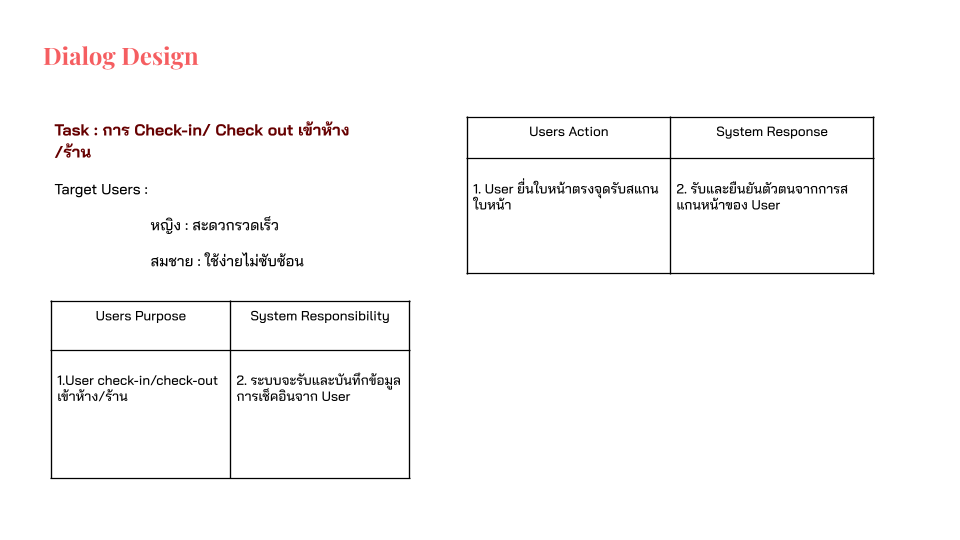 Dialog Design
Task : การ Check-in/ Check out เข้าห้าง
/ร้าน
Target Users :
หญิง : สะดวกรวดเร็ว
สมชาย : ใช้ง่ายไม่ซับซ้อน
Users Purpose
System Responsibility
1.User check-in/check-out
เข้าห้าง/ร้าน
2. ระบบจะรับและบันทึกข้อมูล
การเช็คอินจาก User
Users Action
System Response
1. User ยื่นใบหน้าตรงจุดรับสแกน
ใบหน้า
2. รับและยืนยันตัวตนจากการส
แกนหน้าของ User